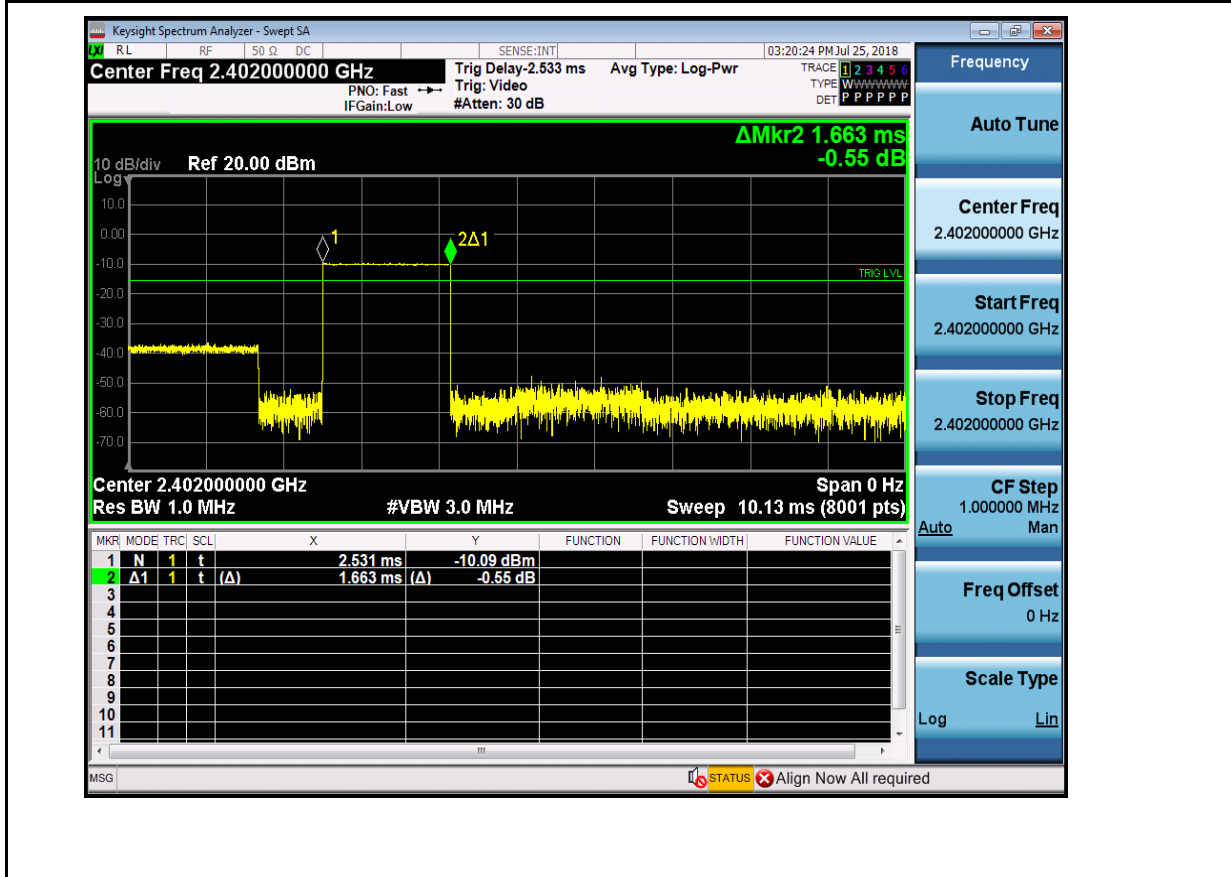 Keysight Spectrum Analyzer - Swept SA
LXI RL RF 50 Ω DC SENSE:INT 03:20:24 PM Jul 25, 2018
Center Freq 2.402000000 GHz
PNO: Fast
IFGain:Low
Trig Delay-2.533 ms
Trig: Video
#Atten: 30 dB
Avg Type: Log-Pwr
TRACE 1 2 3 4 5 6
TYPE WWWWWW
DET P P P P P P
ΔMkr2 1.663 ms
-0.55 dB
10 dB/div Ref 20.00 dBm
Log
10.0
0.00
-10.0
-20.0
-30.0
-40.0
-50.0
-60.0
-70.0
1
2Δ1
TRIG LVL
Center 2.402000000 GHz Span 0 Hz
Res BW 1.0 MHz #VBW 3.0 MHz Sweep 10.13 ms (8001 pts)
MKR MODE TRC SCL X Y FUNCTION FUNCTION WIDTH FUNCTION VALUE
1 N 1 t 2.531 ms -10.09 dBm
2 Δ1 1 t (Δ) 1.663 ms (Δ) -0.55 dB
3
4
5
6
7
8
9
10
11
MSG STATUS Align Now All required
Frequency
Auto Tune
Center Freq
2.402000000 GHz
Start Freq
2.402000000 GHz
Stop Freq
2.402000000 GHz
CF Step
1.000000 MHz
Auto Man
Freq Offset
0 Hz
Scale Type
Log Lin